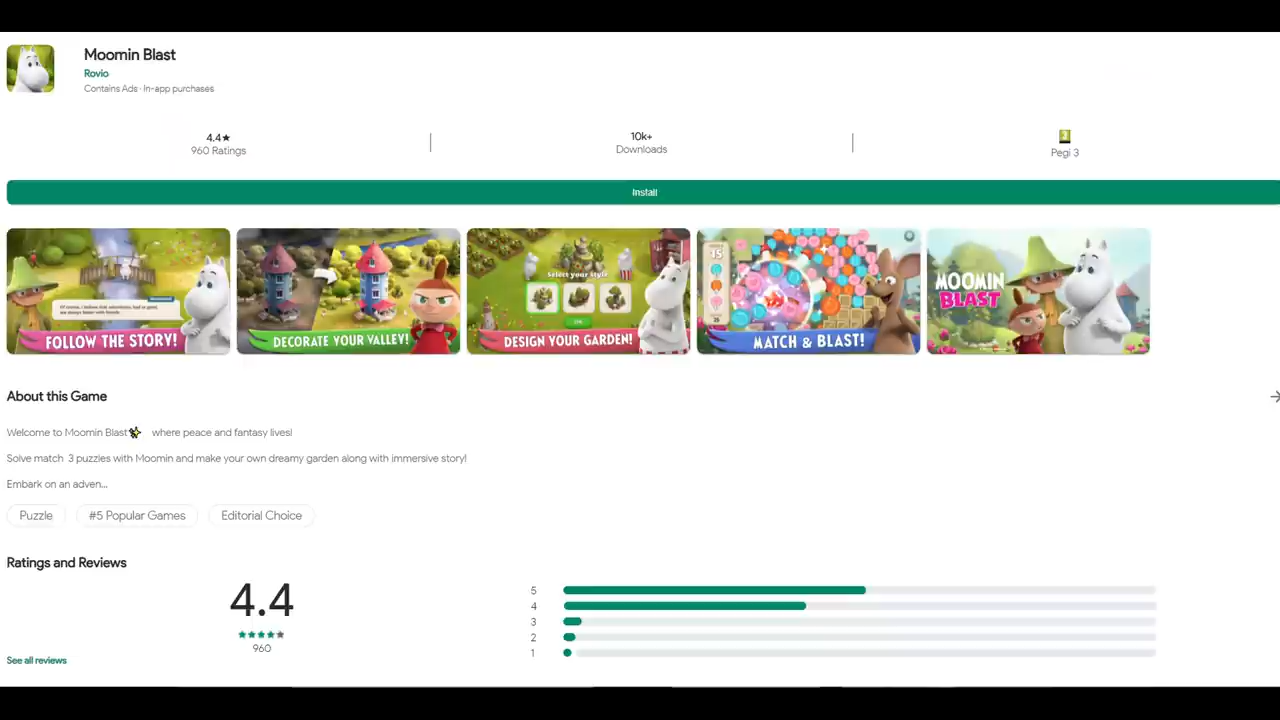 Moomin Blast
Rovio
Contains Ads · In-app purchases
4.4★
960 Ratings
10k+
Downloads
3
Pegi 3
Install
FOLLOW THE STORY!
DECORATE YOUR VALLEY!
Select your style
DESIGN YOUR GARDEN!
15
25
MATCH & BLAST!
MOOMIN
BLAST
About this Game
Welcome to Moomin Blast✨ where peace and fantasy lives!
Solve match 3 puzzles with Moomin and make your own dreamy garden along with immersive story!
Embark on an adven...
Puzzle
#5 Popular Games
Editorial Choice
Ratings and Reviews
4.4
960
See all reviews
5
4
3
2
1